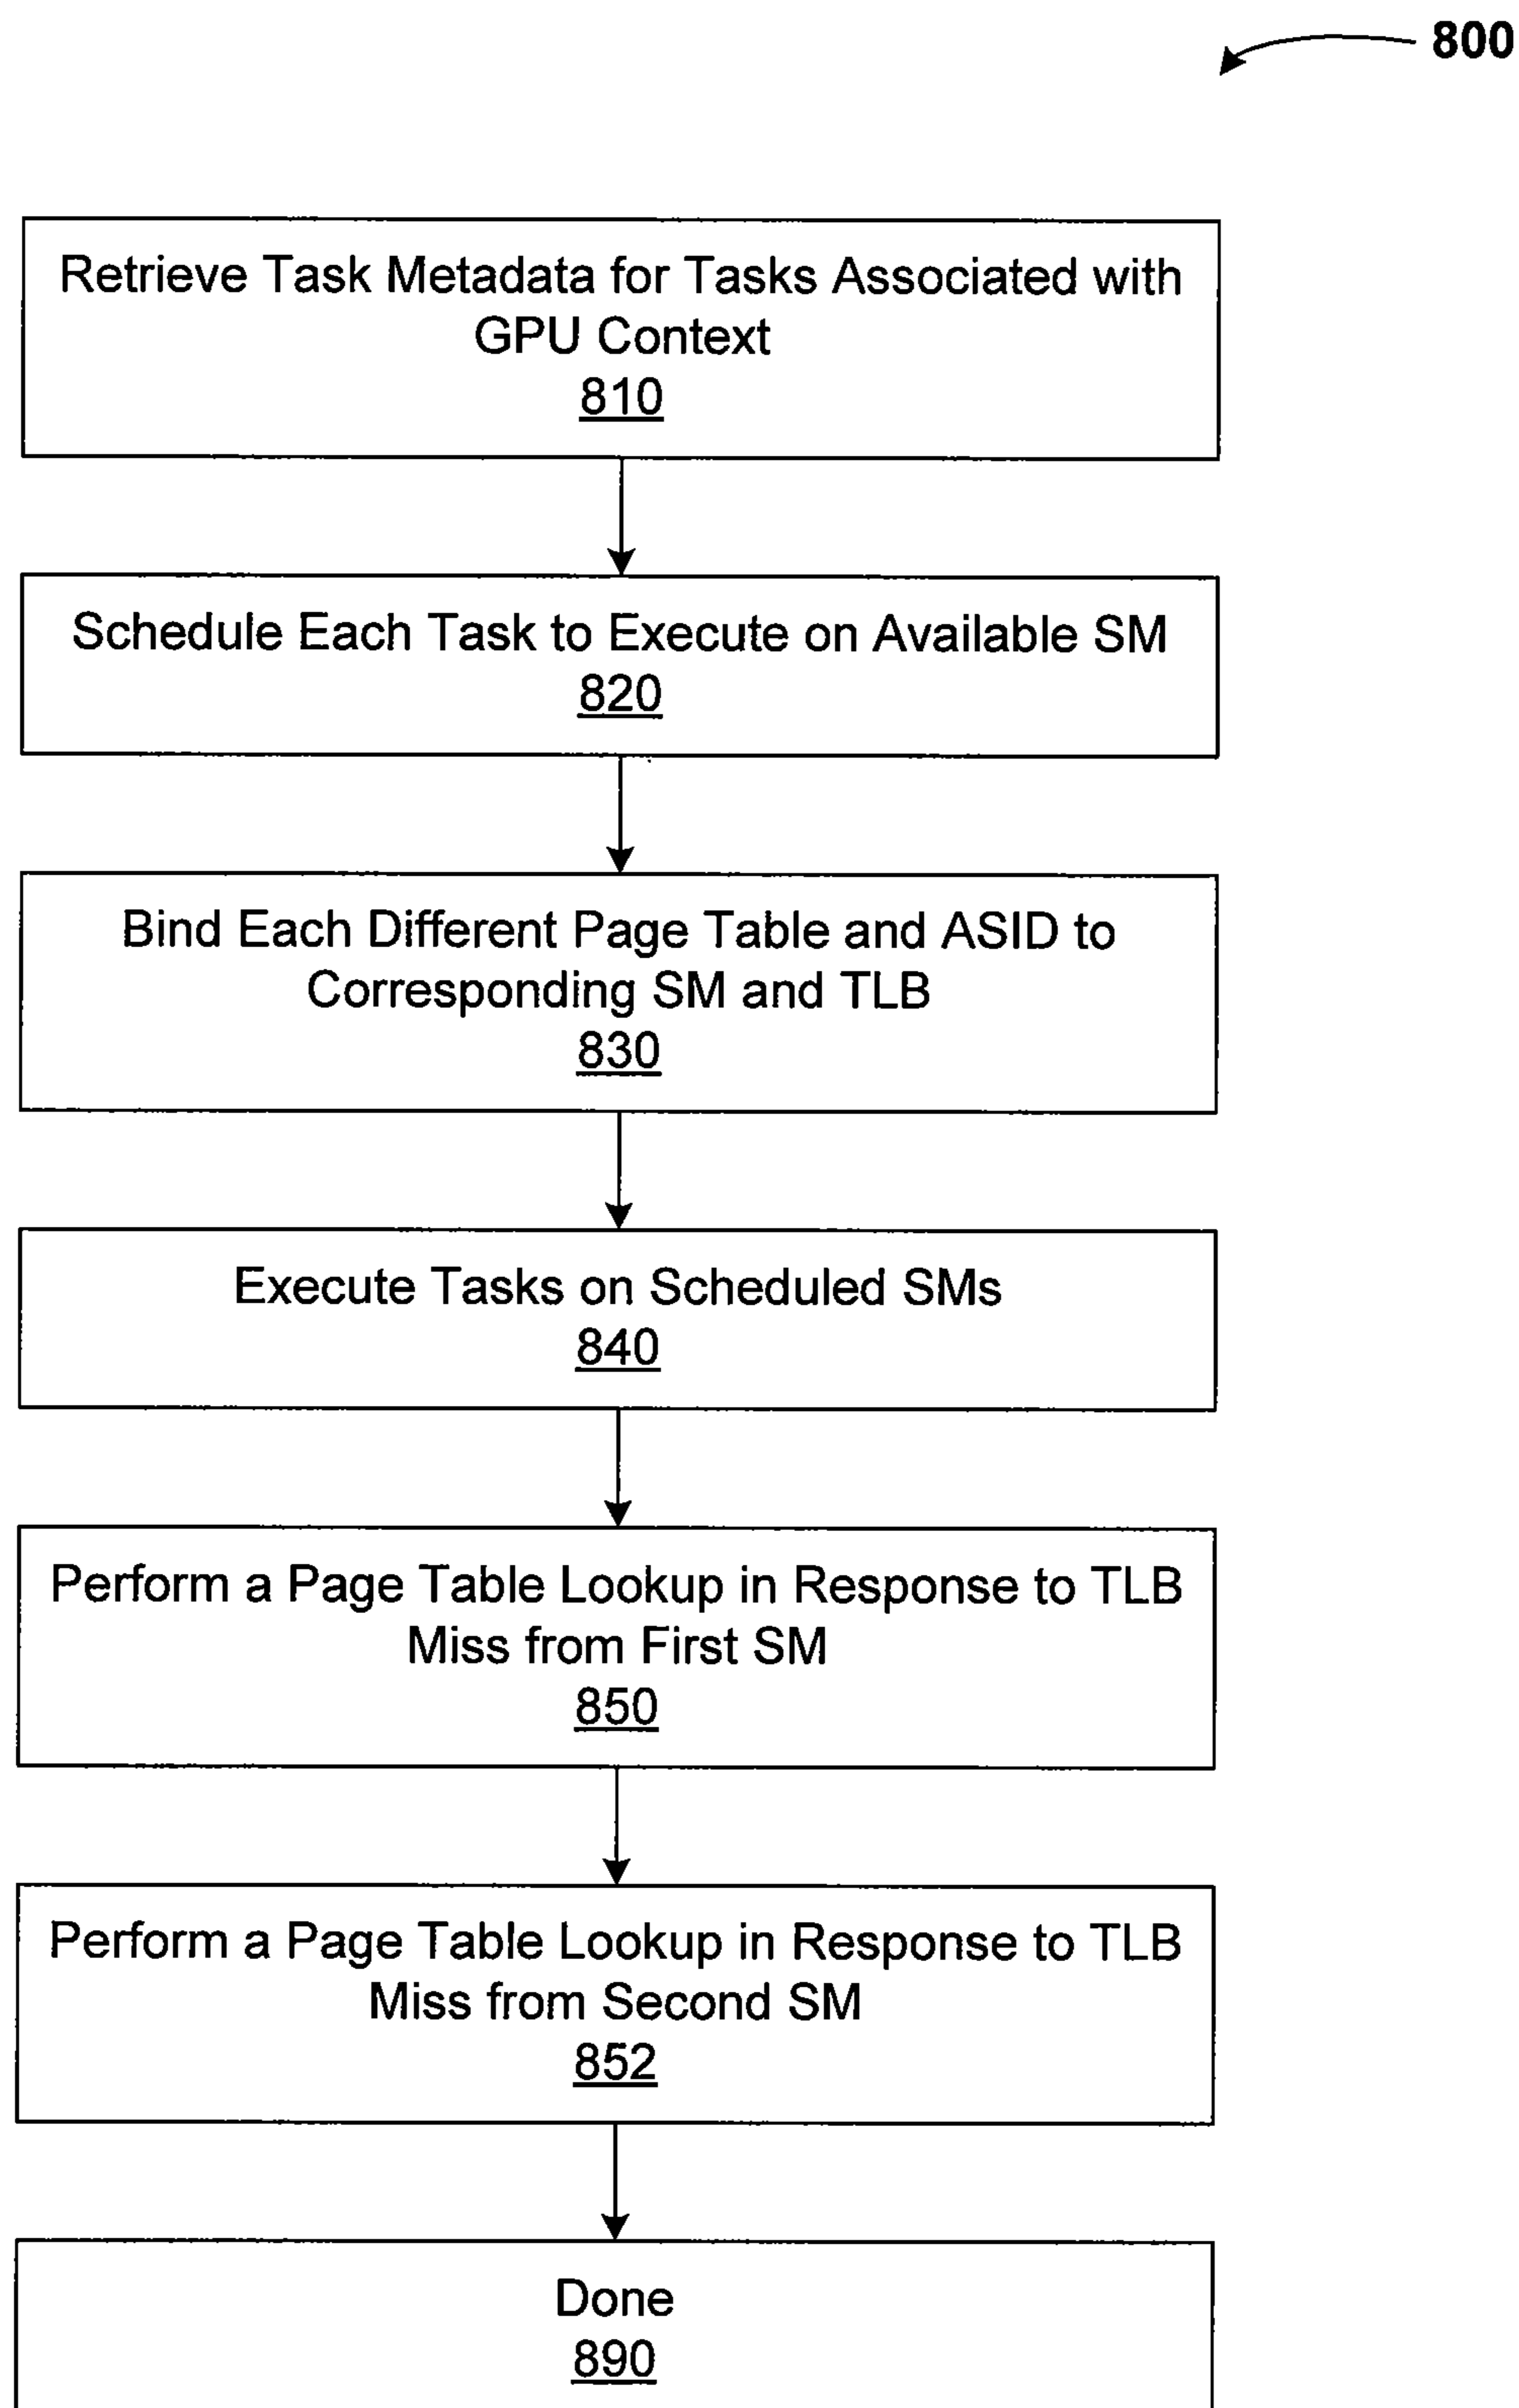 800
Retrieve Task Metadata for Tasks Associated with
GPU Context
810
Schedule Each Task to Execute on Available SM
820
Bind Each Different Page Table and ASID to
Corresponding SM and TLB
830
Execute Tasks on Scheduled SMs
840
Perform a Page Table Lookup in Response to TLB
Miss from First SM
850
Perform a Page Table Lookup in Response to TLB
Miss from Second SM
852
Done
890